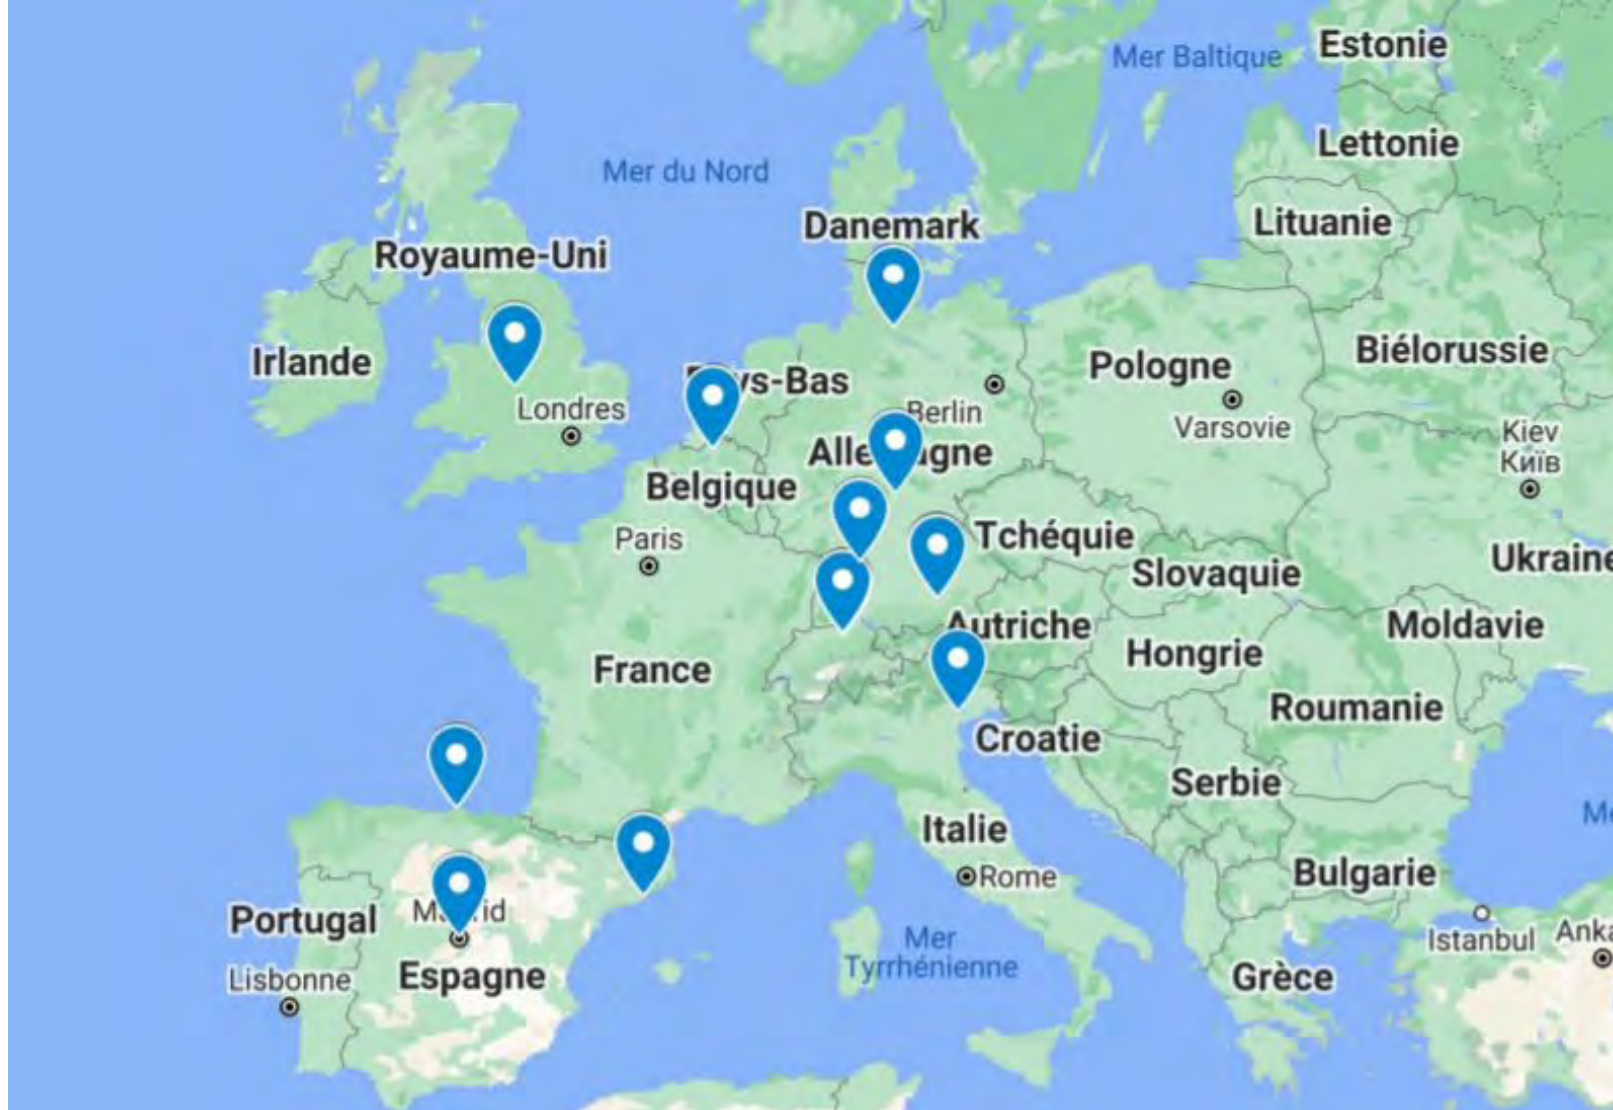 Estonie
Mer Baltique
Lettonie
Mer du Nord
Lituanie
Danemark
Royaume-Uni
Biélorussie
Irlande
Pologne
Londres
Berlin
Varsovie
Kiev
Київ
Belgique
Paris
Tchéquie
Slovaquie
Autriche
Moldavie
France
Hongrie
Roumanie
Croatie
Serbie
Italie
Bulgarie
Rome
Portugal
Istanbul
Mer
Tyrrhénienne
Espagne
Lisbonne
Grèce